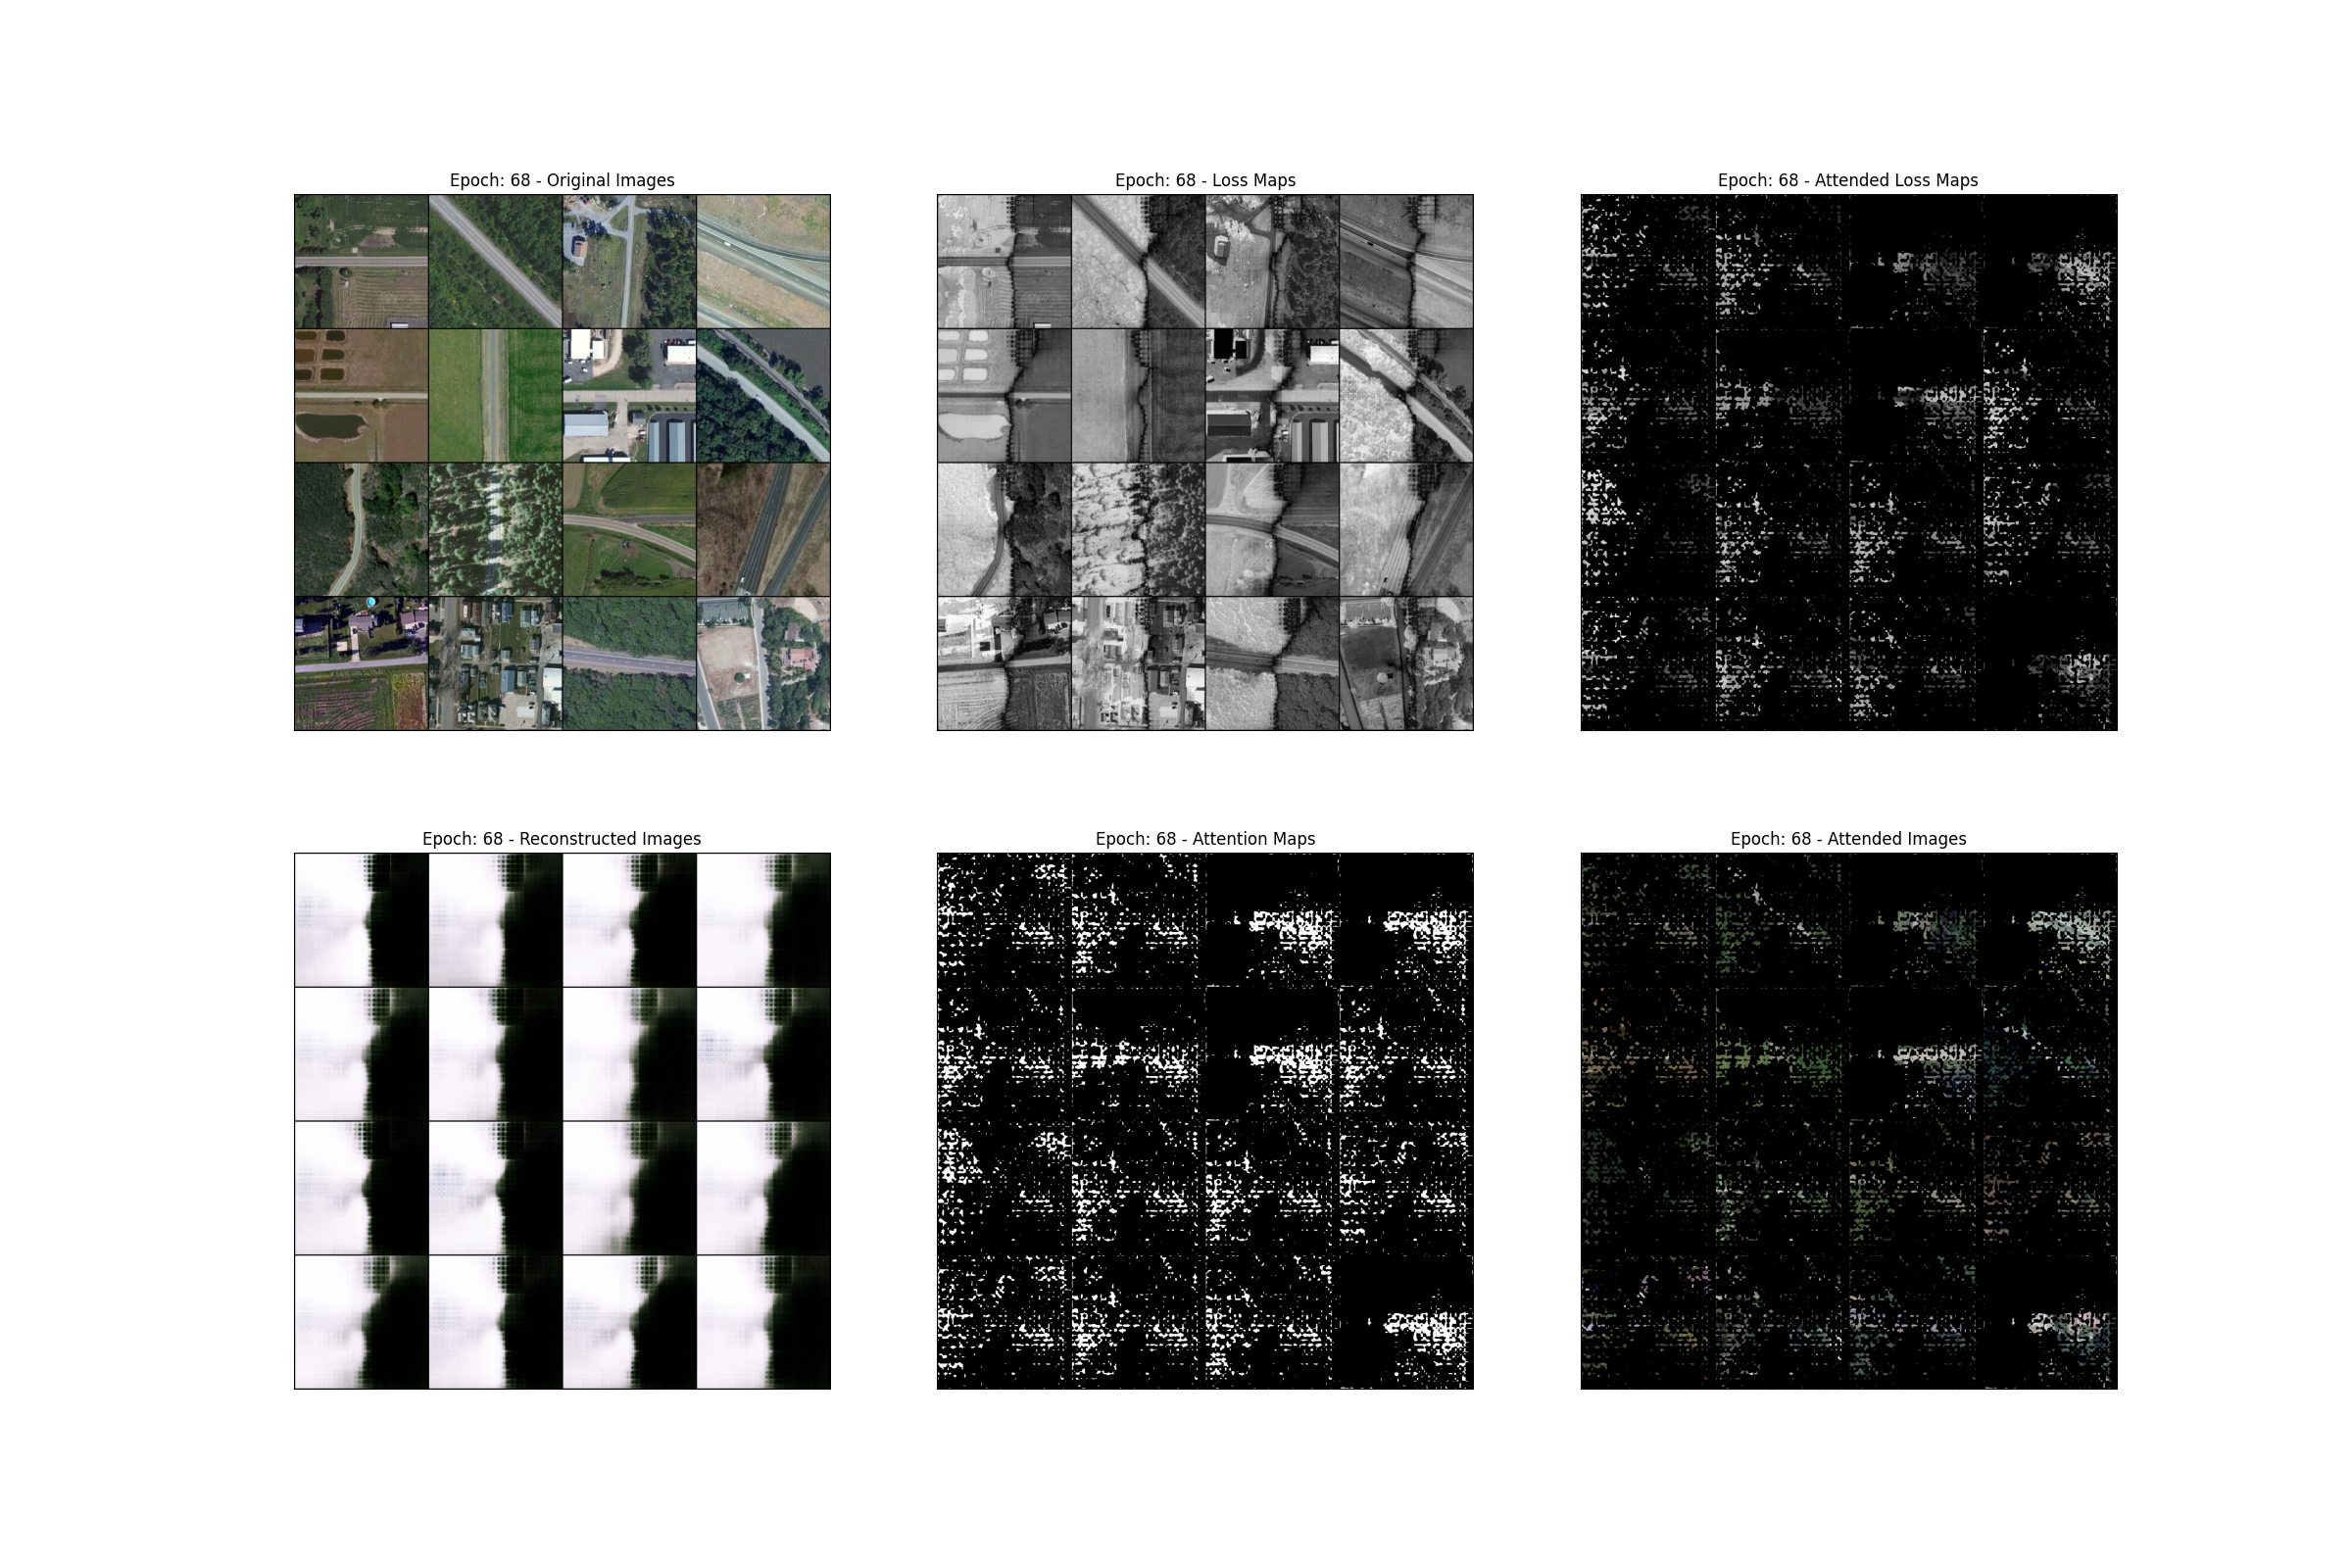 Epoch: 68 - Original Images
Epoch: 68 - Loss Maps
Epoch: 68 - Attended Loss Maps
Epoch: 68 - Reconstructed Images
Epoch: 68 - Attention Maps
Epoch: 68 - Attended Images